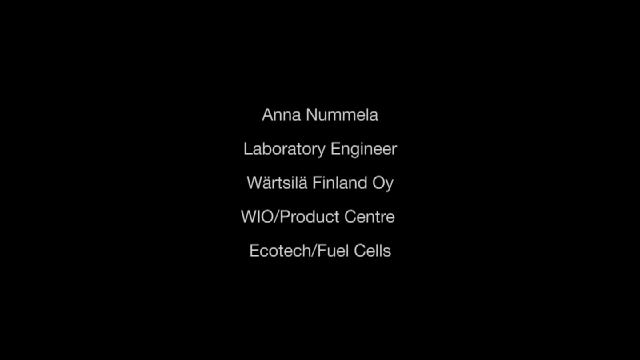 Anna Nummela
Laboratory Engineer
Wärtsilä Finland Oy
WIO/Product Centre
Ecotech/Fuel Cells